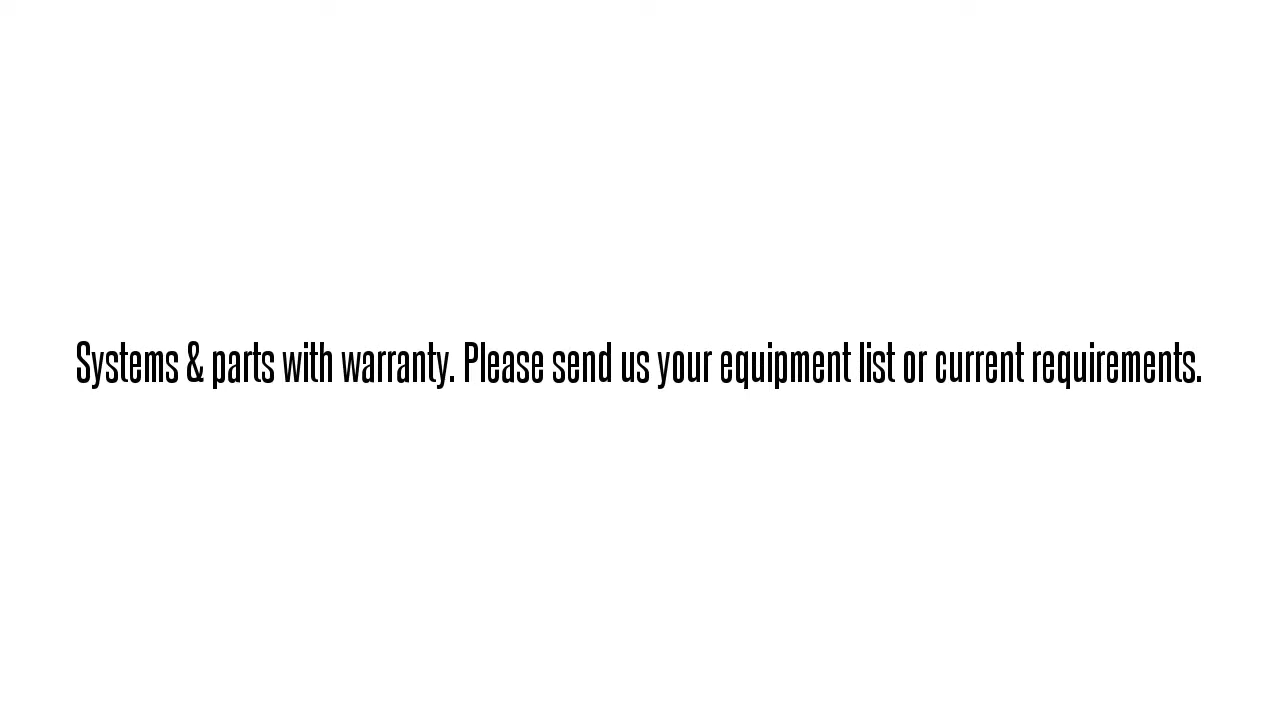 Systems & parts with warranty. Please send us your equipment list or current requirements.